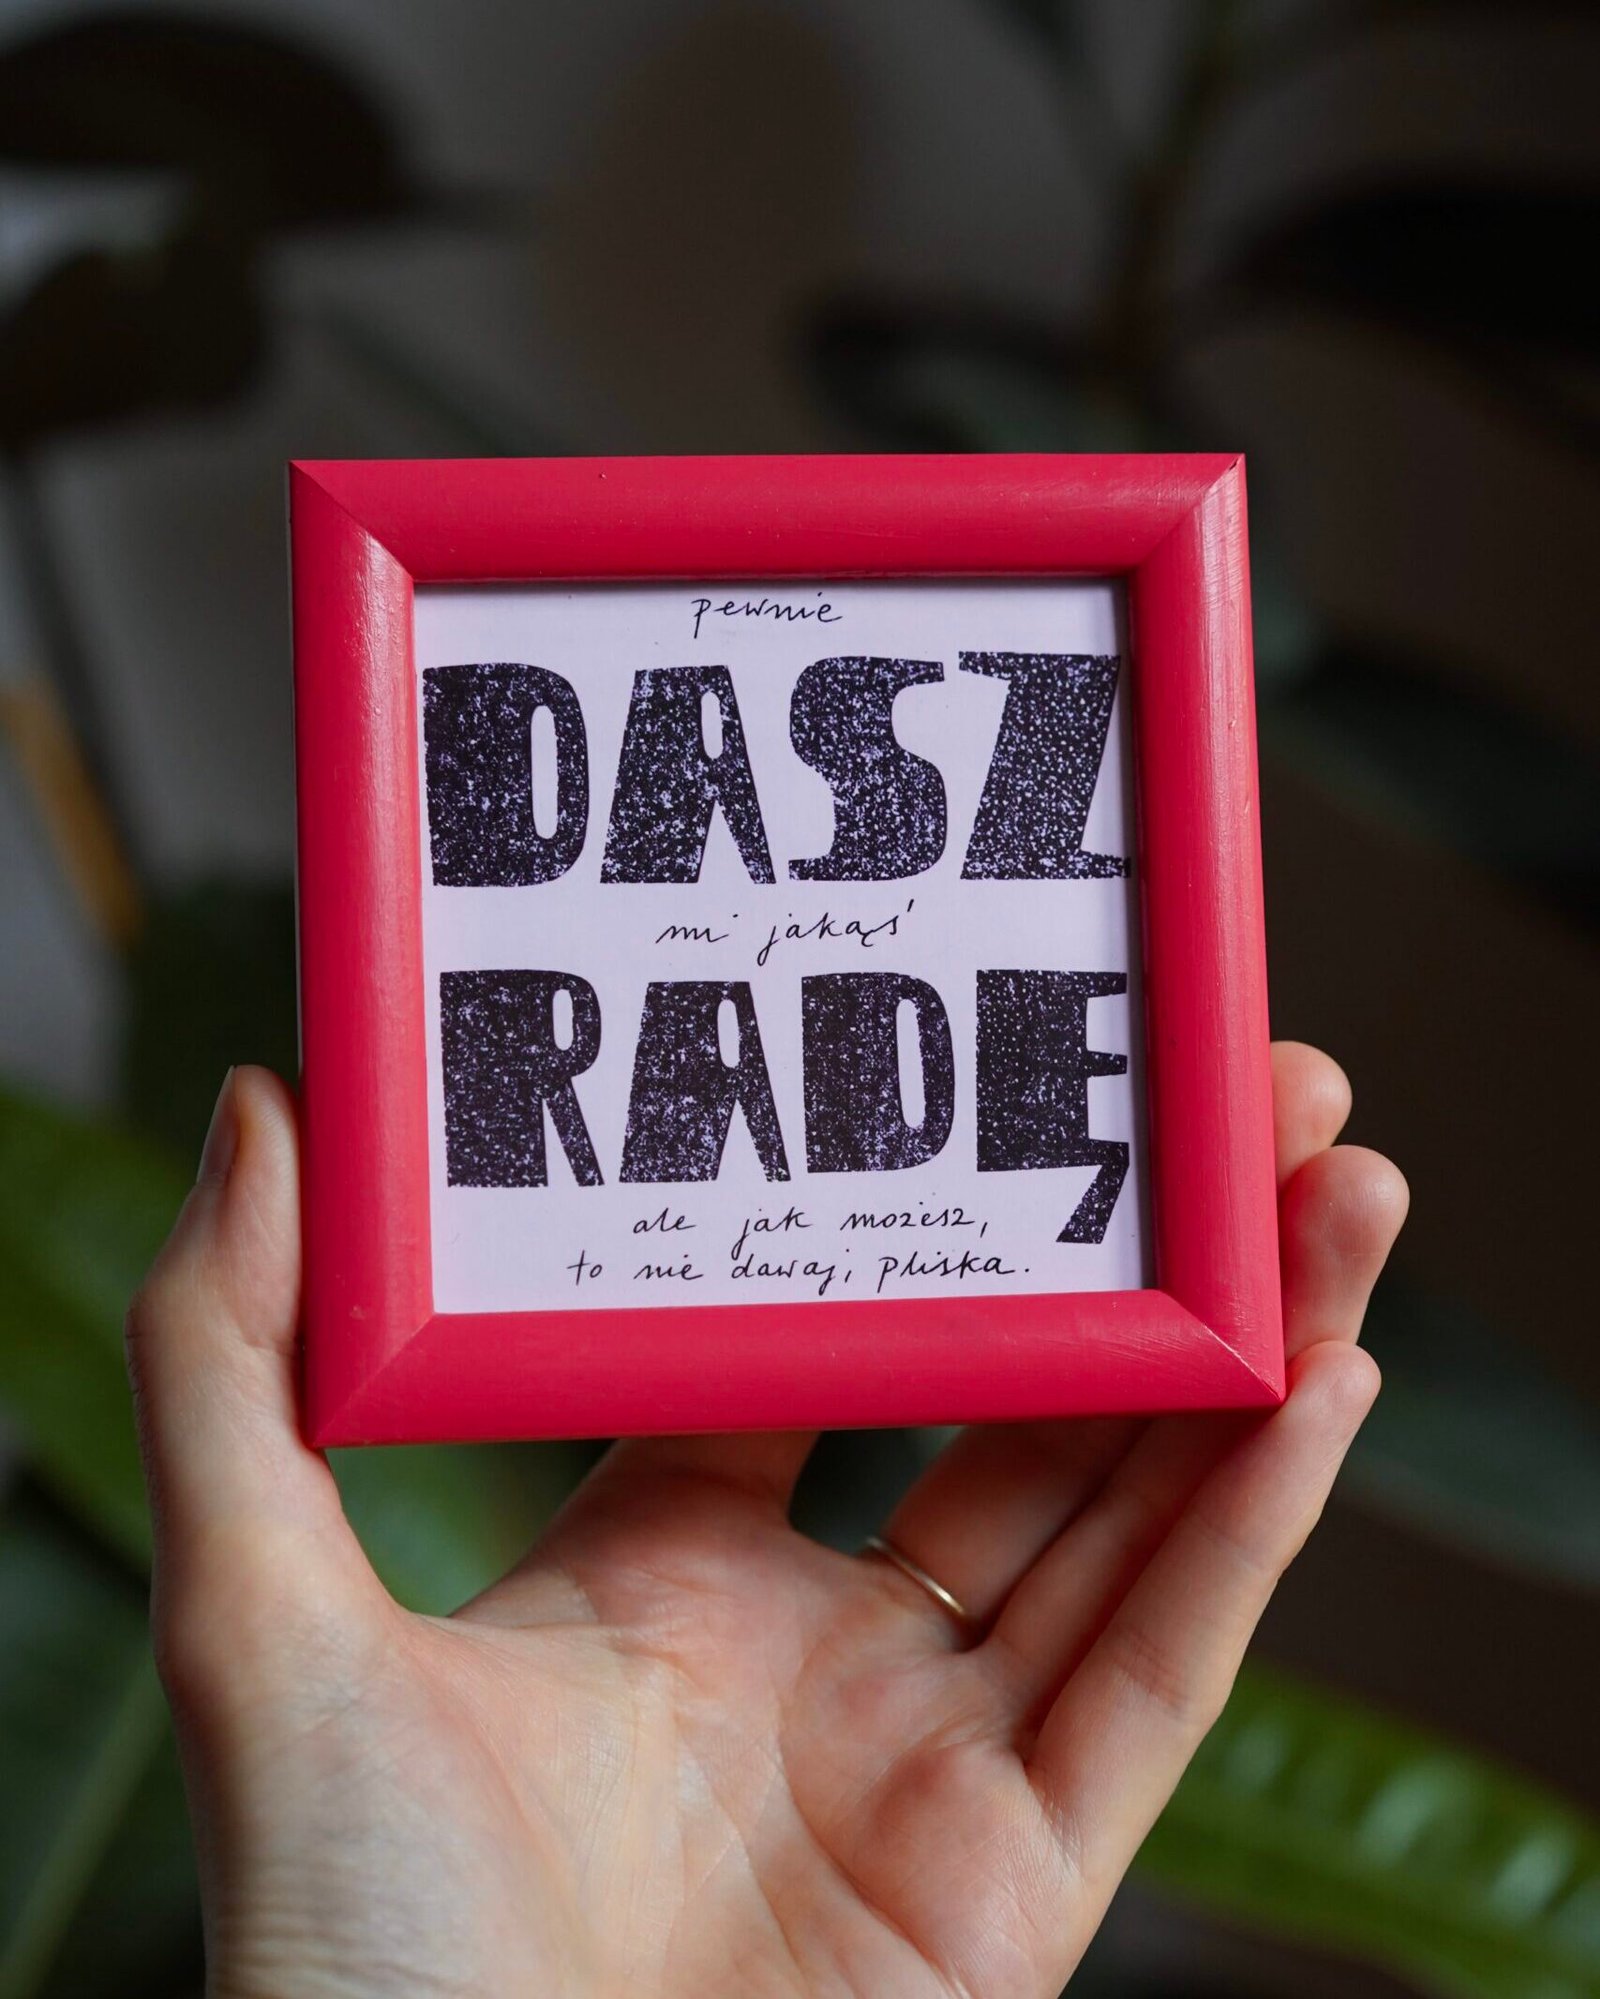 pewnie
DASZ
mi jakąś
RADĘ
ale jak możesz,
to nie dawaj, pliska.